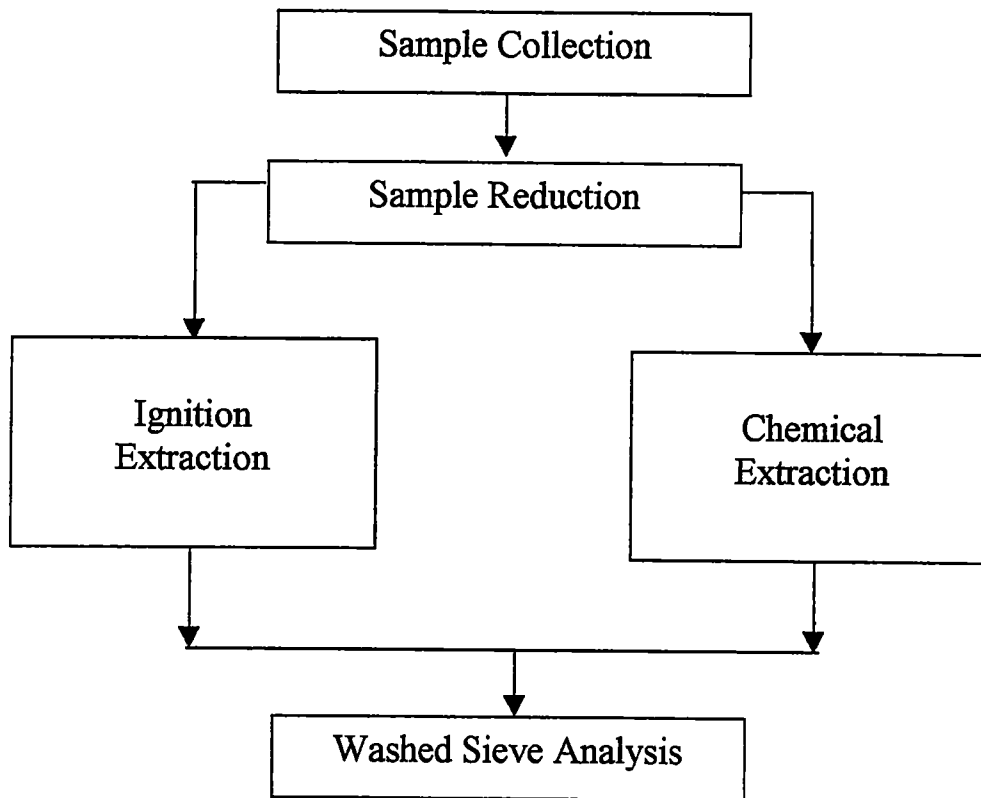 Sample Collection
Sample Reduction
Ignition
Extraction
Chemical
Extraction
Washed Sieve Analysis